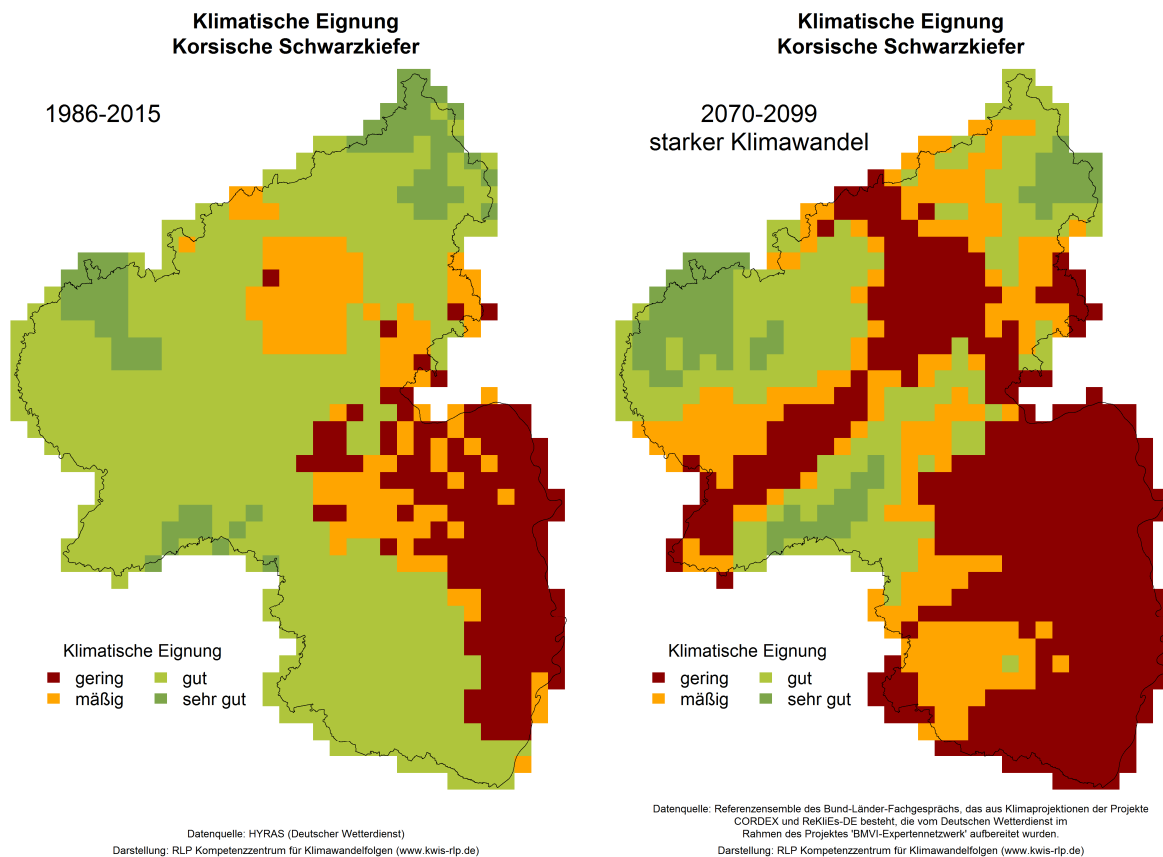 Klimatische Eignung
Korsische Schwarzkiefer
1986-2015
Klimatische Eignung
gering
gut
mäßig
sehr gut
Datenquelle: HYRAS (Deutscher Wetterdienst)
Darstellung: RLP Kompetenzzentrum für Klimawandelfolgen (www.kwis-rlp.de)
Klimatische Eignung
Korsische Schwarzkiefer
2070-2099
starker Klimawandel
Klimatische Eignung
gering
gut
mäßig
sehr gut
Datenquelle: Referenzensemble des Bund-Länder-Fachgesprächs, das aus Klimaprojektionen der Projekte
CORDEX und ReKliEs-DE besteht, die vom Deutschen Wetterdienst im
Rahmen des Projektes 'BMVI-Expertennetzwerk' aufbereitet wurden.
Darstellung: RLP Kompetenzzentrum für Klimawandelfolgen (www.kwis-rlp.de)